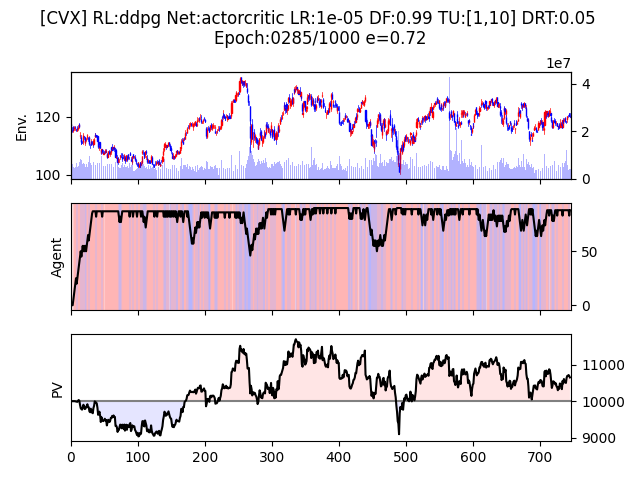 [CVX] RL:ddpg Net:actorcritic LR:1e-05 DF:0.99 TU:[1,10] DRT:0.05
Epoch:0285/1000 e=0.72
1e7
Env.
120
100
4
2
0
Agent
50
0
PV
11000
10000
9000
0 100 200 300 400 500 600 700